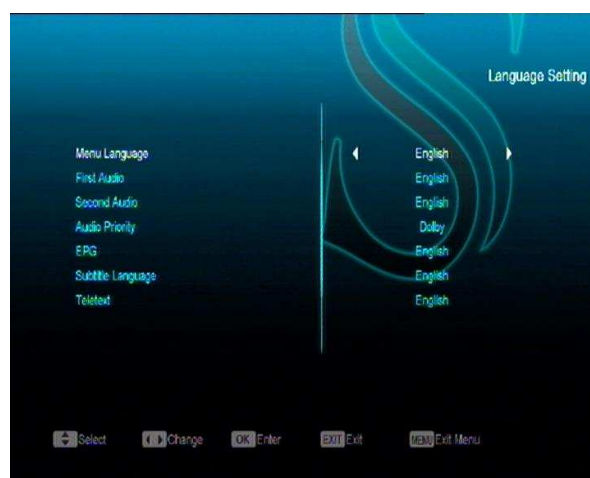 Language Setting
Menu Language English
First Audio English
Second Audio English
Audio Priority Dolby
EPG English
Subtitle Language English
Teletext English
Select Change OK Enter EXIT Exit MENU Exit Menu